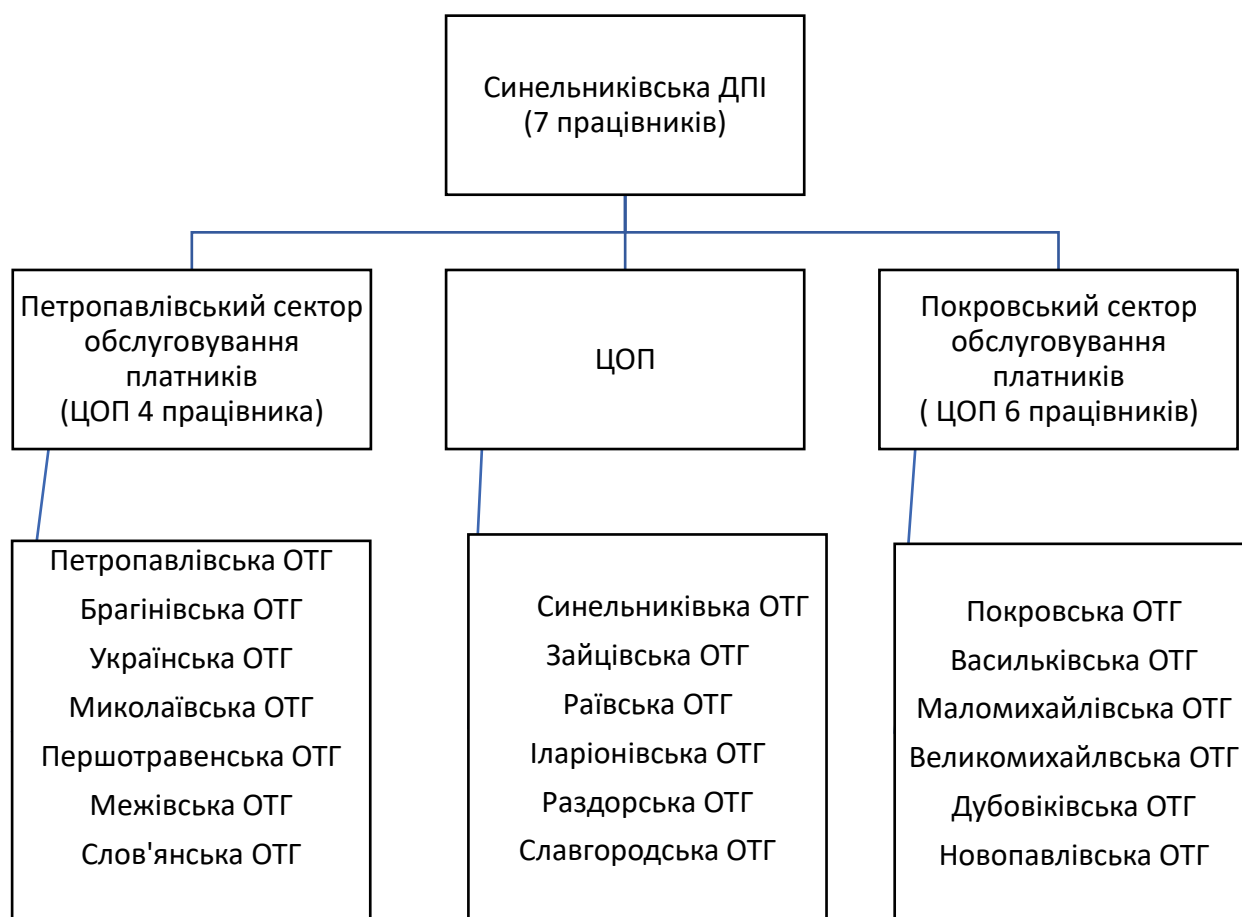 Синельниківська ДПІ
(7 працівників)
Петропавлівський сектор
обслуговування
платників
(ЦОП 4 працівника)
ЦОП
Покровський сектор
обслуговування
платників
( ЦОП 6 працівників)
Петропавлівська ОТГ
Брагінівська ОТГ
Українська ОТГ
Миколаївська ОТГ
Першотравенська ОТГ
Межівська ОТГ
Слов'янська ОТГ
Синельниківька ОТГ
Зайцівська ОТГ
Раївська ОТГ
Іларіонівська ОТГ
Раздорська ОТГ
Славгородська ОТГ
Покровська ОТГ
Васильківська ОТГ
Маломихайлівська ОТГ
Великомихайлвська ОТГ
Дубовіківська ОТГ
Новопавлівська ОТГ